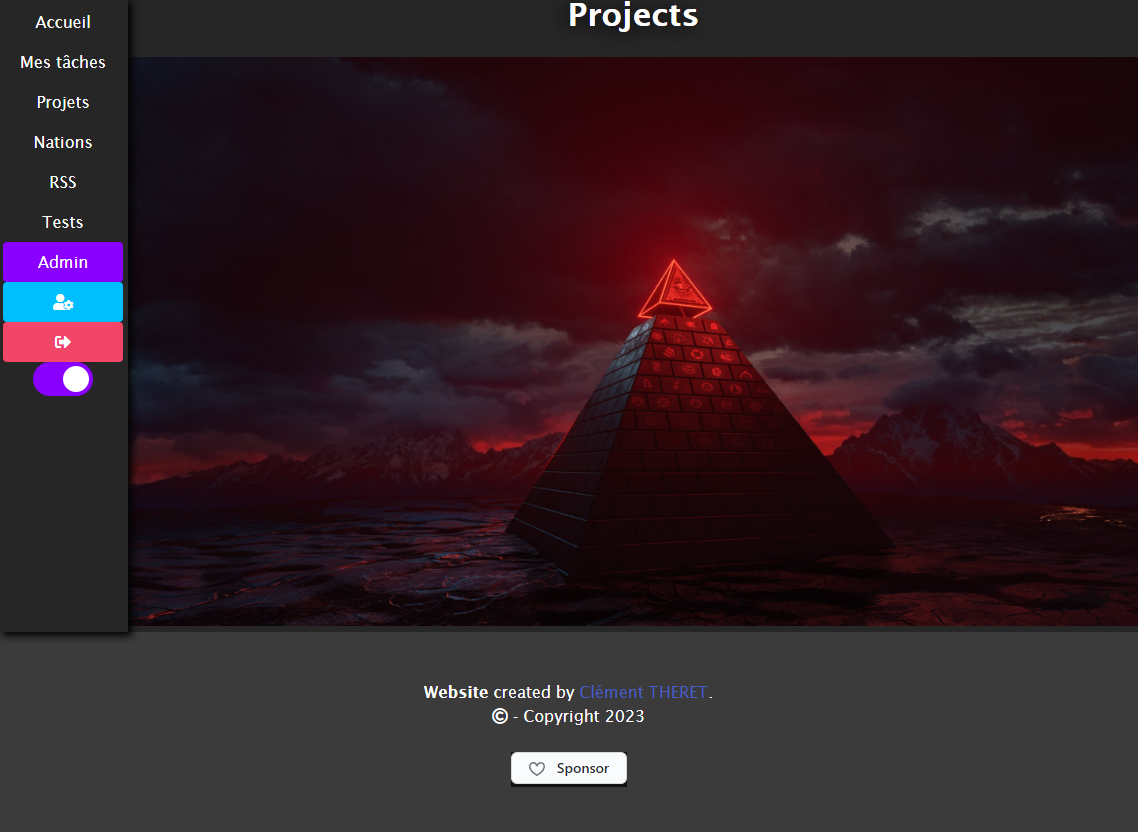 Projects
Accueil
Mes tâches
Projets
Nations
RSS
Tests
Admin
Website created by Clément THERET.
© - Copyright 2023
Sponsor